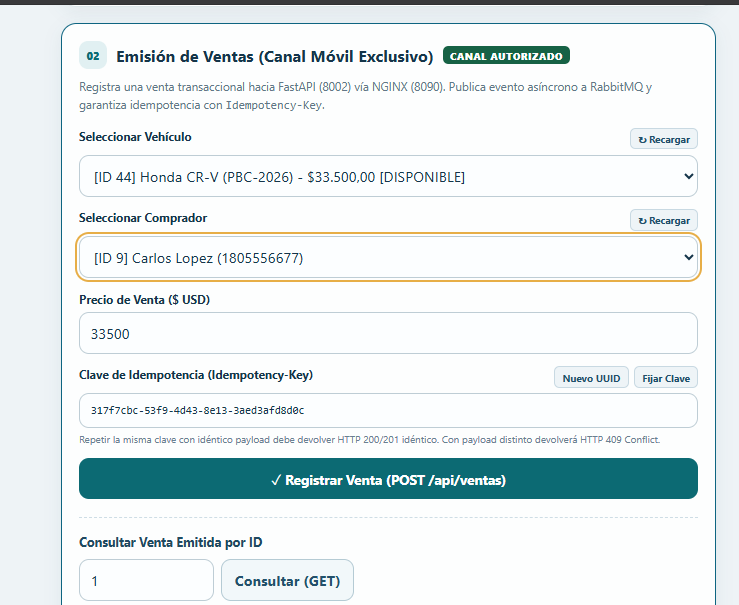 02 Emisión de Ventas (Canal Móvil Exclusivo) CANAL AUTORIZADO
Registra una venta transaccional hacia FastAPI (8002) vía NGINX (8090). Publica evento asíncrono a RabbitMQ y
garantiza idempotencia con Idempotency-Key.
Seleccionar Vehículo ↻ Recargar
[ID 44] Honda CR-V (PBC-2026) - $33.500,00 [DISPONIBLE]
Seleccionar Comprador ↻ Recargar
[ID 9] Carlos Lopez (1805556677)
Precio de Venta ($ USD)
33500
Clave de Idempotencia (Idempotency-Key) Nuevo UUID Fijar Clave
317f7cbc-53f9-4d43-8e13-3aed3afd8d0c
Repetir la misma clave con idéntico payload debe devolver HTTP 200/201 idéntico. Con payload distinto devolverá HTTP 409 Conflict.
✓ Registrar Venta (POST /api/ventas)
Consultar Venta Emitida por ID
1 Consultar (GET)